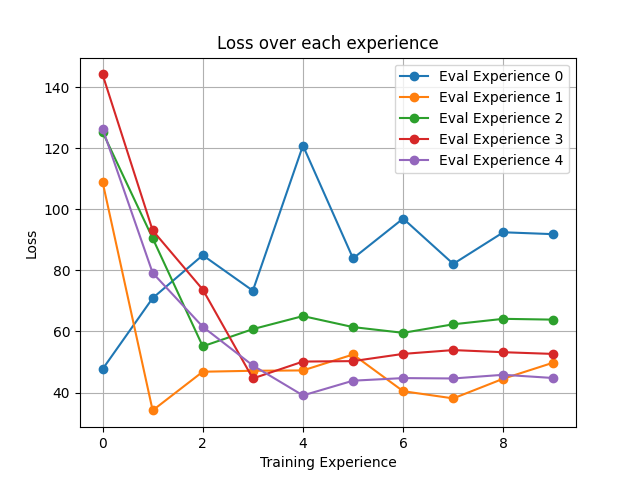 Loss over each experience
Eval Experience 0
Eval Experience 1
Eval Experience 2
Eval Experience 3
Eval Experience 4
140
120
100
80
60
40
Loss
0 2 4 6 8
Training Experience